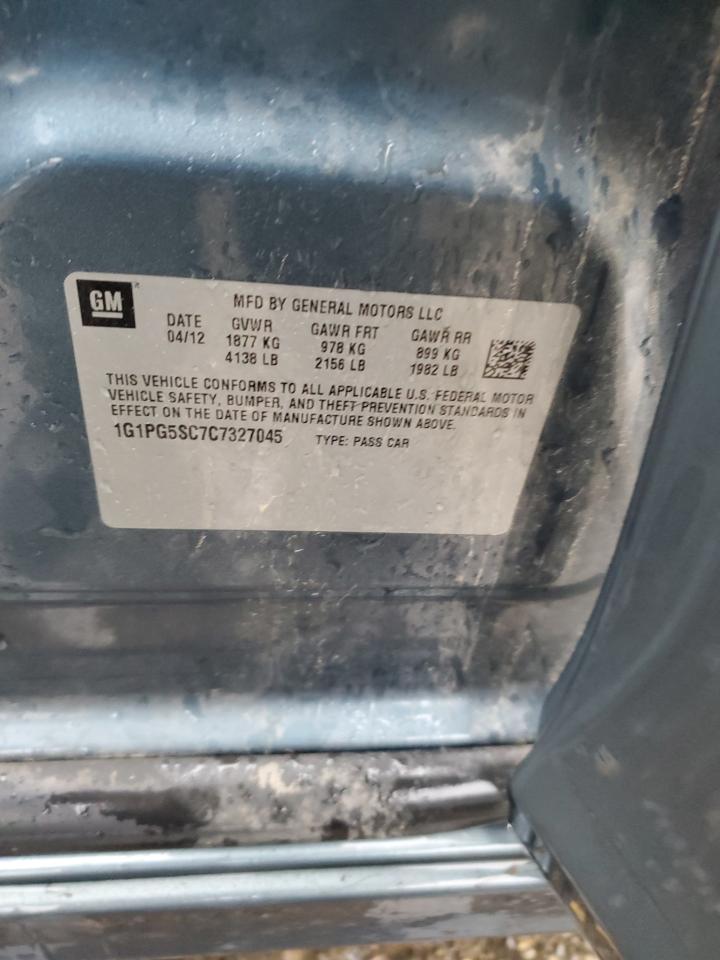 GM
MFD BY GENERAL MOTORS LLC
DATE GVWR GAWR FRT GAWR RR
04/12 1877 KG 978 KG 899 KG
4138 LB 2156 LB 1982 LB
THIS VEHICLE CONFORMS TO ALL APPLICABLE U.S. FEDERAL MOTOR
VEHICLE SAFETY, BUMPER, AND THEFT PREVENTION STANDARDS IN
EFFECT ON THE DATE OF MANUFACTURE SHOWN ABOVE.
1G1PG5SC7C7327045 TYPE: PASS CAR